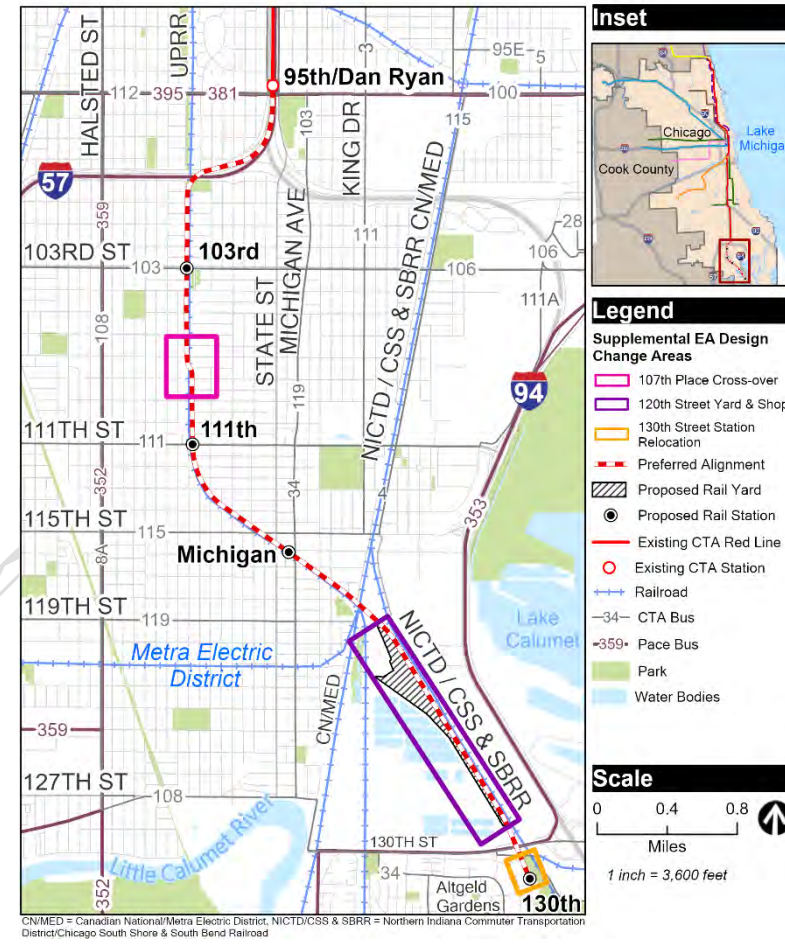 HALSTED ST
UPRR
3
95E
5
95th/Dan Ryan
112
395
381
100
103
KING DR
115
57
359
MICHIGAN AVE
STATE ST
111
NICTD / CSS & SBRR CN/MED
28
103RD ST
103
103rd
106
106
111A
108
119
94
111TH ST
111
111th
352
34
4
353
115TH ST
115
8A
Michigan
119TH ST
119
Lake
Calumet
Metra Electric
District
NICTD / CSS & SBRR
CN/MED
359
127TH ST
108
Little Calumet River
130TH ST
34
352
Altgeld
Gardens
130th
CN/MED = Canadian National/Metra Electric District, NICTD/CSS & SBRR = Northern Indiana Commuter Transportation
District/Chicago South Shore & South Bend Railroad
Inset
Chicago
Lake
Michiga
Cook County
Legend
Supplemental EA Design
Change Areas
107th Place Cross-over
120th Street Yard & Shop
130th Street Station
Relocation
Preferred Alignment
Proposed Rail Yard
Proposed Rail Station
Existing CTA Red Line
Existing CTA Station
Railroad
34 CTA Bus
359 Pace Bus
Park
Water Bodies
Scale
0 0.4 0.8
Miles
1 inch = 3,600 feet